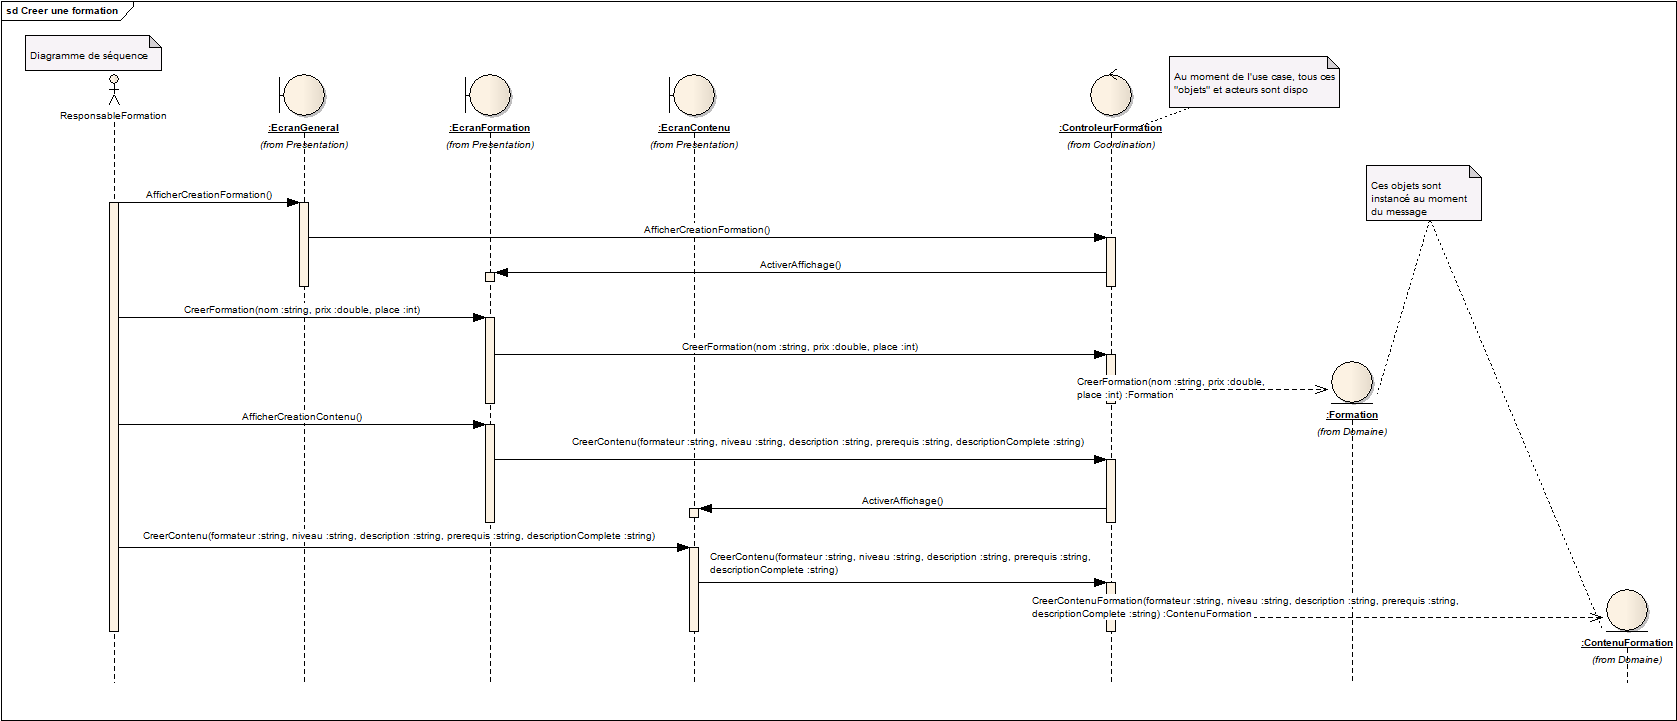 sd Creer une formation
Diagramme de séquence
ResponsableFormation
:EcranGeneral
(from Presentation)
:EcranFormation
(from Presentation)
:EcranContenu
(from Presentation)
:ControleurFormation
(from Coordination)
Au moment de l'use case, tous ces
"objets" et acteurs sont dispo
Ces objets sont
instancé au moment
du message
AfficherCreationFormation()
AfficherCreationFormation()
ActiverAffichage()
CreerFormation(nom :string, prix :double, place :int)
CreerFormation(nom :string, prix :double, place :int)
CreerFormation(nom :string, prix :double,
place :int) :Formation
:Formation
(from Domaine)
AfficherCreationContenu()
CreerContenu(formateur :string, niveau :string, description :string, prerequis :string, descriptionComplete :string)
ActiverAffichage()
CreerContenu(formateur :string, niveau :string, description :string, prerequis :string, descriptionComplete :string)
CreerContenu(formateur :string, niveau :string, description :string, prerequis :string,
descriptionComplete :string)
CreerContenuFormation(formateur :string, niveau :string, description :string, prerequis :string,
descriptionComplete :string) :ContenuFormation
:ContenuFormation
(from Domaine)